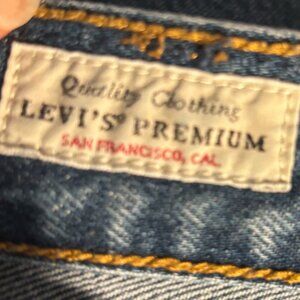 Quality Clothing
LEVI'S® PREMIUM
SAN FRANCISCO, CAL